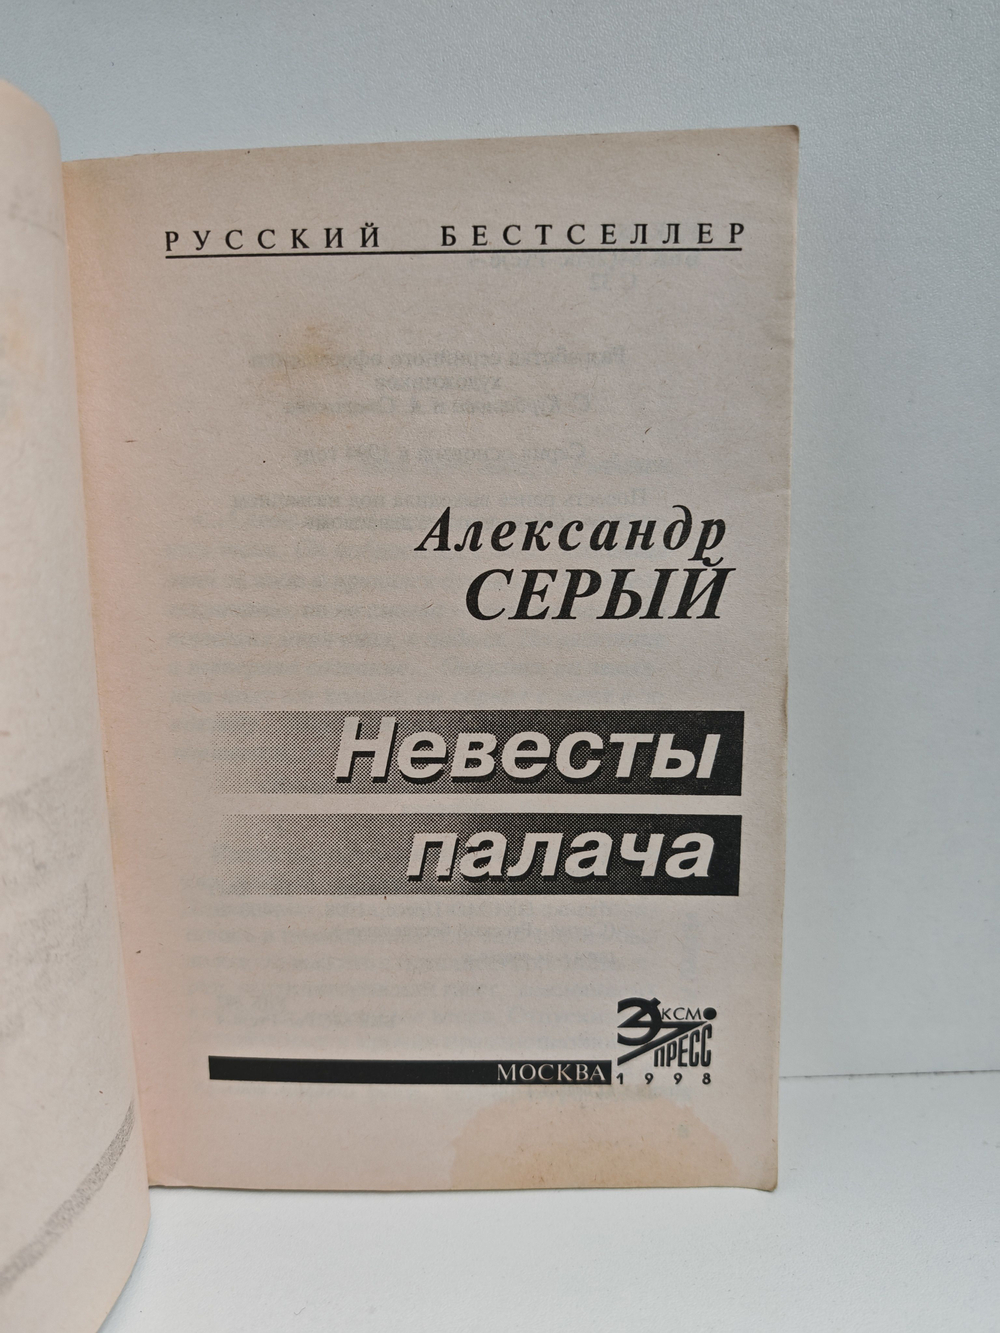 РУССКИЙ БЕСТСЕЛЛЕР
Александр
СЕРЫЙ
Невесты
палача
ЭКСМО
ПРЕСС
МОСКВА
1998